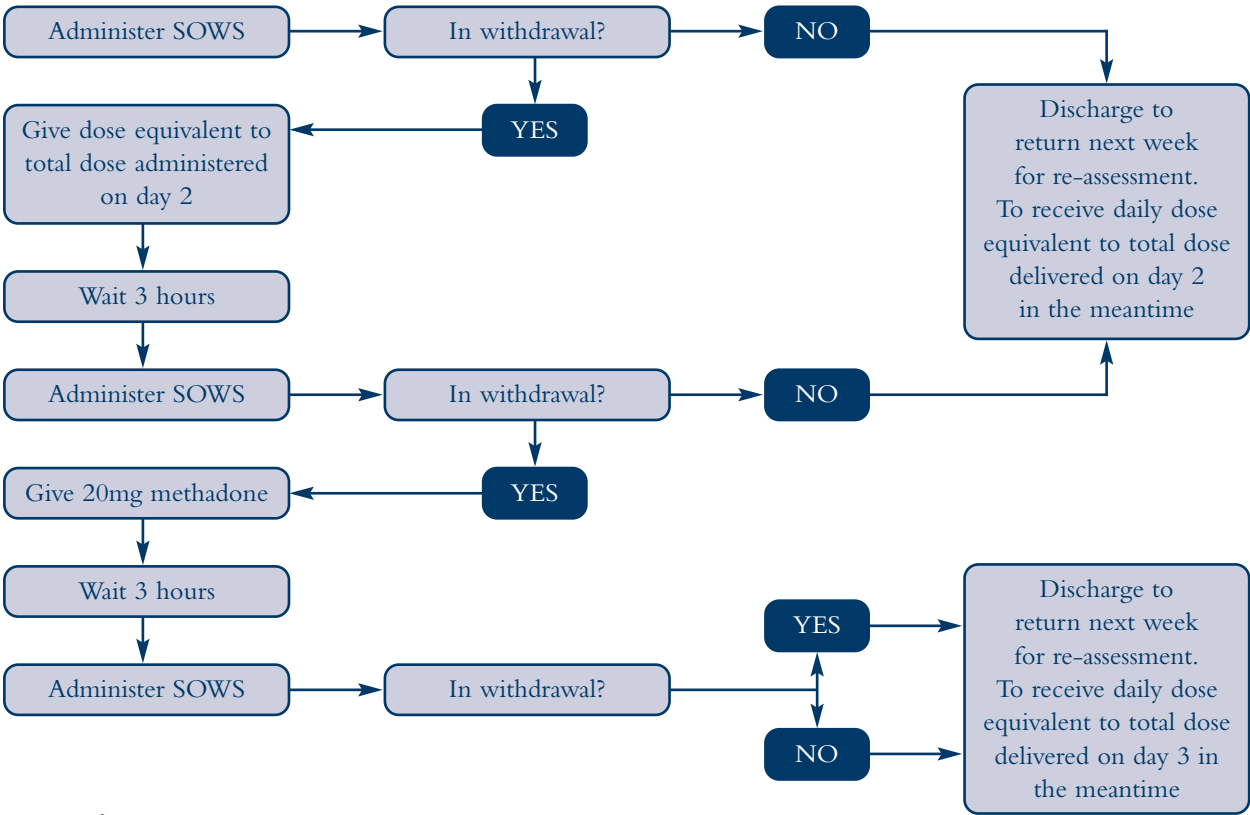 Administer SOWS
In withdrawal?
NO
YES
Give dose equivalent to
total dose administered
on day 2
Discharge to
return next week
for re-assessment.
To receive daily dose
equivalent to total dose
delivered on day 2
in the meantime
Wait 3 hours
Administer SOWS
In withdrawal?
NO
YES
Give 20mg methadone
Wait 3 hours
Administer SOWS
In withdrawal?
YES
NO
Discharge to
return next week
for re-assessment.
To receive daily dose
equivalent to total dose
delivered on day 3 in
the meantime